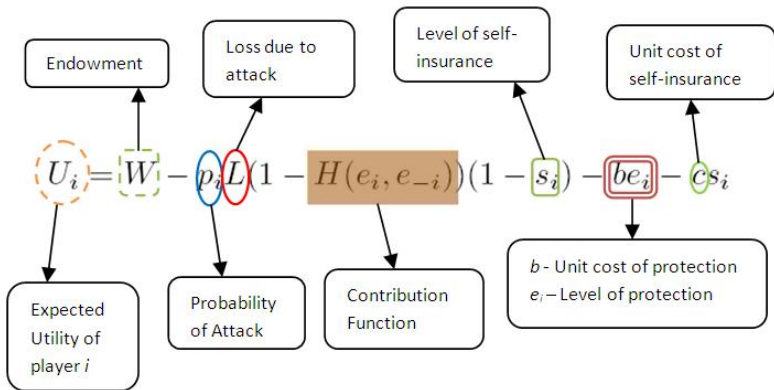 Endowment
Loss due to
attack
Level of self-
insurance
Unit cost of
self-insurance
U_i = W − p_i L(1 − H(e_i, e_{−i}))(1 − s_i) − be_i − cs_i
Expected
Utility of
player i
Probability
of Attack
Contribution
Function
b - Unit cost of protection
e_i – Level of protection